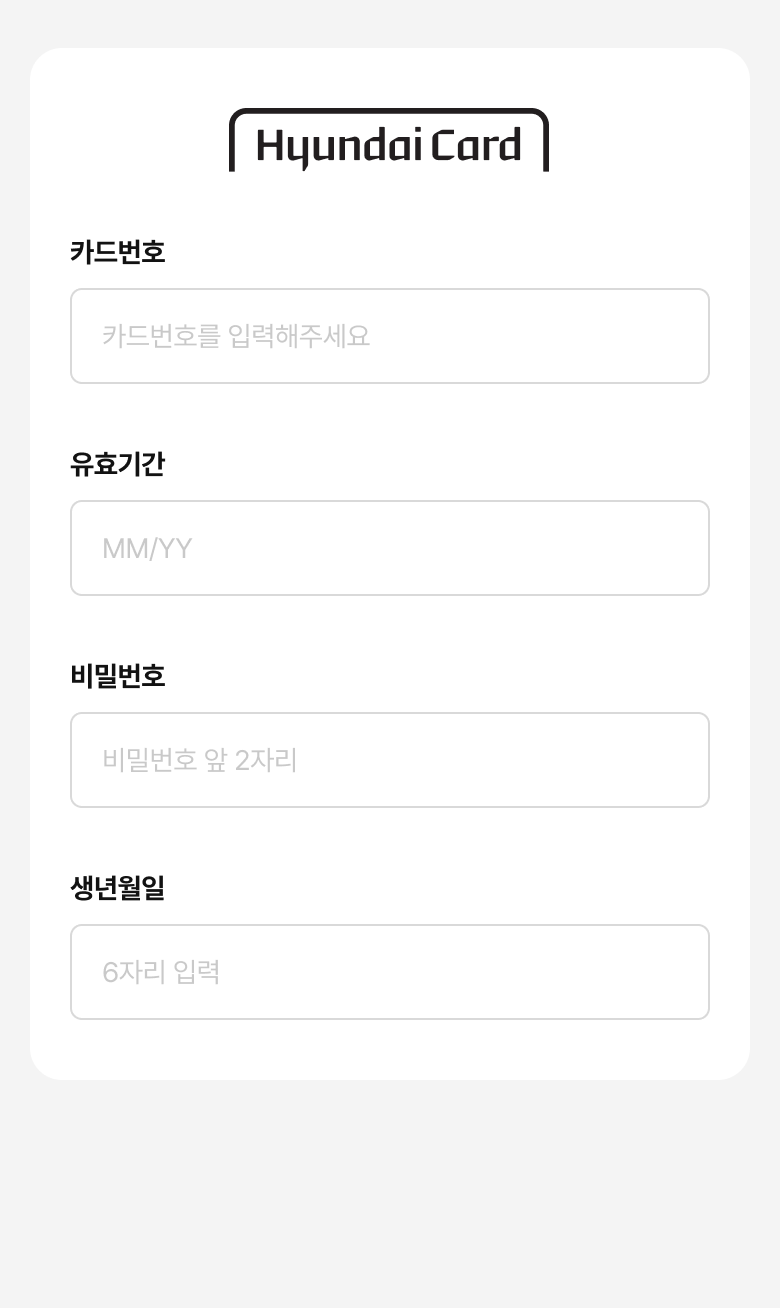 Hyundai Card
카드번호
카드번호를 입력해주세요
유효기간
MM/YY
비밀번호
비밀번호 앞 2자리
생년월일
6자리 입력